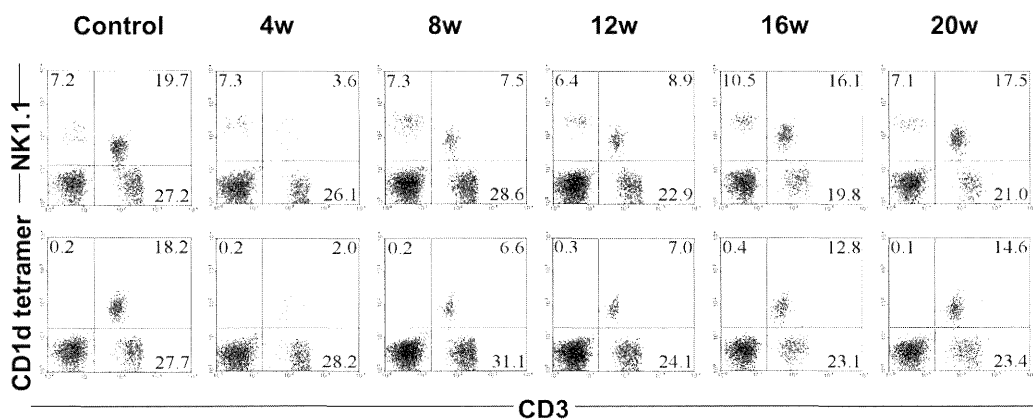 Control 4w 8w 12w 16w 20w
NK1.1
7.2 19.7 7.3 3.6 7.3 7.5 6.4 8.9 10.5 16.1 7.1 17.5
27.2 26.1 28.6 22.9 19.8 21.0
CD1d tetramer
0.2 18.2 0.2 2.0 0.2 6.6 0.3 7.0 0.4 12.8 0.1 14.6
27.7 28.2 31.1 24.1 23.1 23.4
CD3